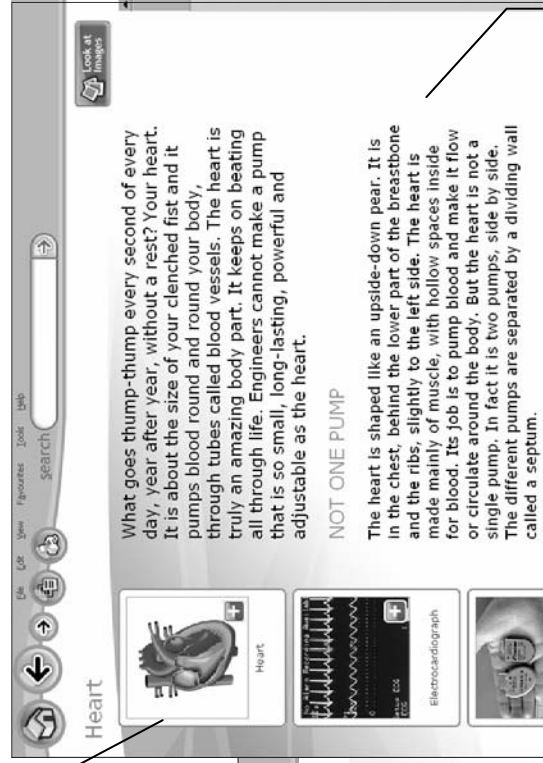 File Edit View Favourites Tools Help
search
Look at
Images
Heart
What goes thump-thump every second of every
day, year after year, without a rest? Your heart.
It is about the size of your clenched fist and it
pumps blood round and round your body,
through tubes called blood vessels. The heart is
truly an amazing body part. It keeps on beating
all through life. Engineers cannot make a pump
that is so small, long-lasting, powerful and
adjustable as the heart.
NOT ONE PUMP
The heart is shaped like an upside-down pear. It is
in the chest, behind the lower part of the breastbone
and the ribs, slightly to the left side. The heart is
made mainly of muscle, with hollow spaces inside
for blood. Its job is to pump blood and make it flow
or circulate around the body. But the heart is not a
single pump. In fact it is two pumps, side by side.
The different pumps are separated by a dividing wall
called a septum.
Heart
ECG
Electrocardiograph